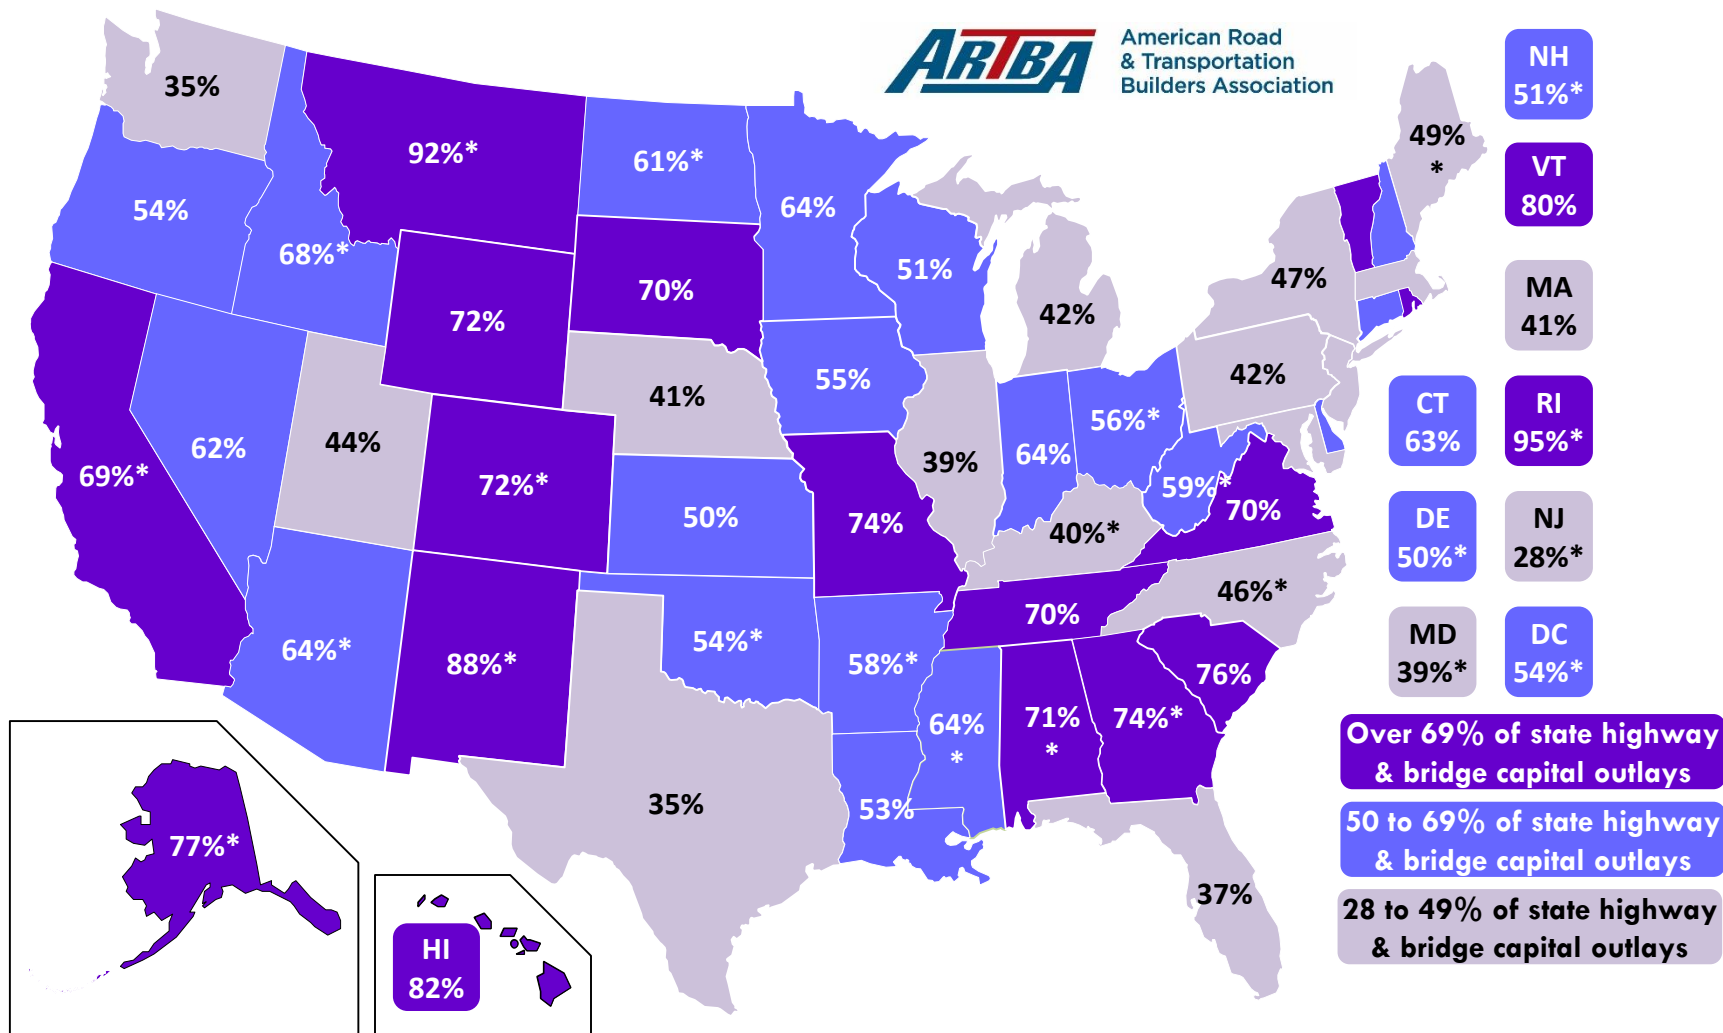 ARTBA
American Road
& Transportation
Builders Association
NH
51%*
35%
49%
*
92%*
61%*
VT
80%
54%
64%
68%*
51%
47%
MA
41%
70%
72%
42%
55%
42%
41%
CT
63%
RI
95%*
62%
44%
56%*
69%*
72%*
39%
64%
59%*
50%
74%
70%
40%*
DE
50%*
NJ
28%*
46%*
70%
64%*
54%*
88%*
58%*
76%
MD
39%*
DC
54%*
64%
*
71%
*
74%*
Over 69% of state highway
& bridge capital outlays
35%
53%
50 to 69% of state highway
& bridge capital outlays
77%*
37%
28 to 49% of state highway
& bridge capital outlays
HI
82%